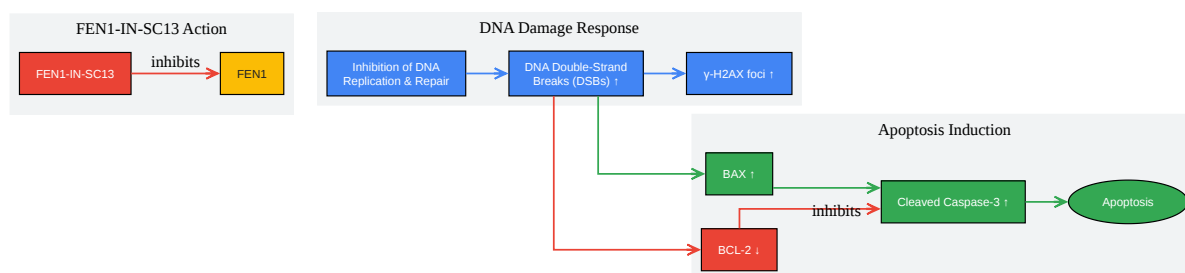 FEN1-IN-SC13 Action
FEN1-IN-SC13
inhibits
FEN1
DNA Damage Response
Inhibition of DNA
Replication & Repair
DNA Double-Strand
Breaks (DSBs) ↑
γ-H2AX foci ↑
Apoptosis Induction
BAX ↑
inhibits
BCL-2 ↓
Cleaved Caspase-3 ↑
Apoptosis